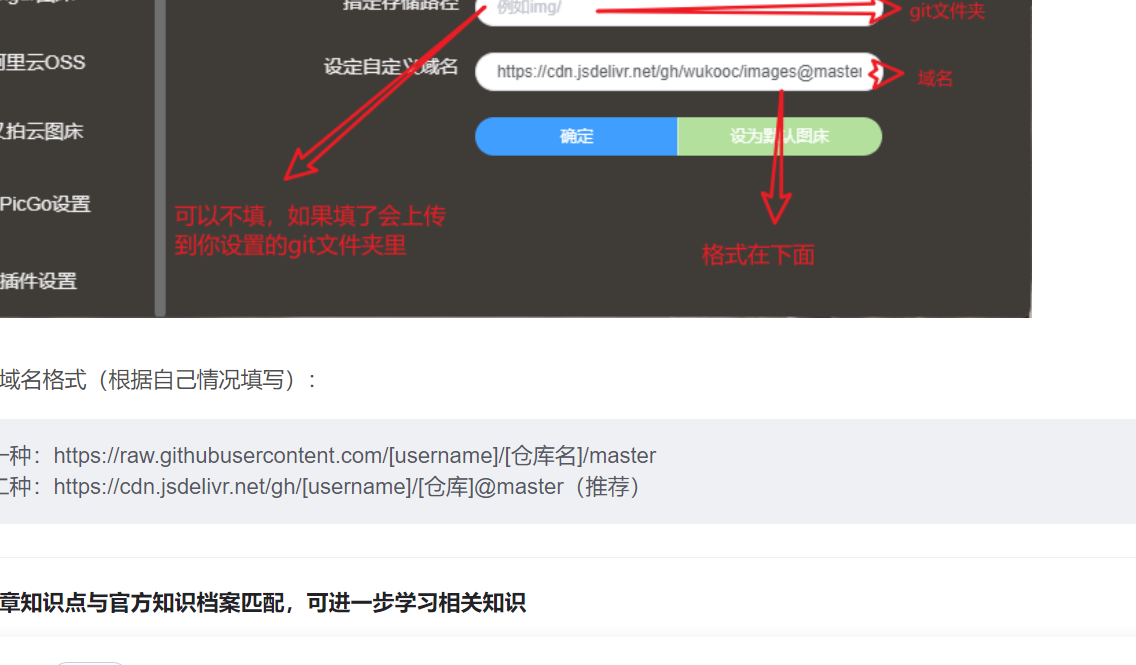 指定存储路径
例如img/
git文件夹
阿里云OSS
设定自定义域名
https://cdn.jsdelivr.net/gh/wukooc/images@master
域名
又拍云图床
确定
设为默认图床
PicGo设置
可以不填，如果填了会上传
到你设置的git文件夹里
格式在下面
插件设置
域名格式（根据自己情况填写）：
一种：https://raw.githubusercontent.com/[username]/[仓库名]/master
二种：https://cdn.jsdelivr.net/gh/[username]/[仓库]@master（推荐）
章知识点与官方知识档案匹配，可进一步学习相关知识